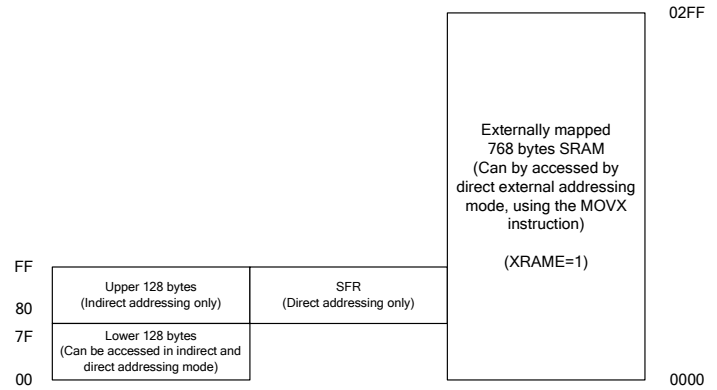 02FF
Externally mapped
768 bytes SRAM
(Can by accessed by
direct external addressing
mode, using the MOVX
instruction)
(XRAME=1)
FF
Upper 128 bytes
(Indirect addressing only)
SFR
(Direct addressing only)
80
7F
Lower 128 bytes
(Can be accessed in indirect and
direct addressing mode)
00
0000